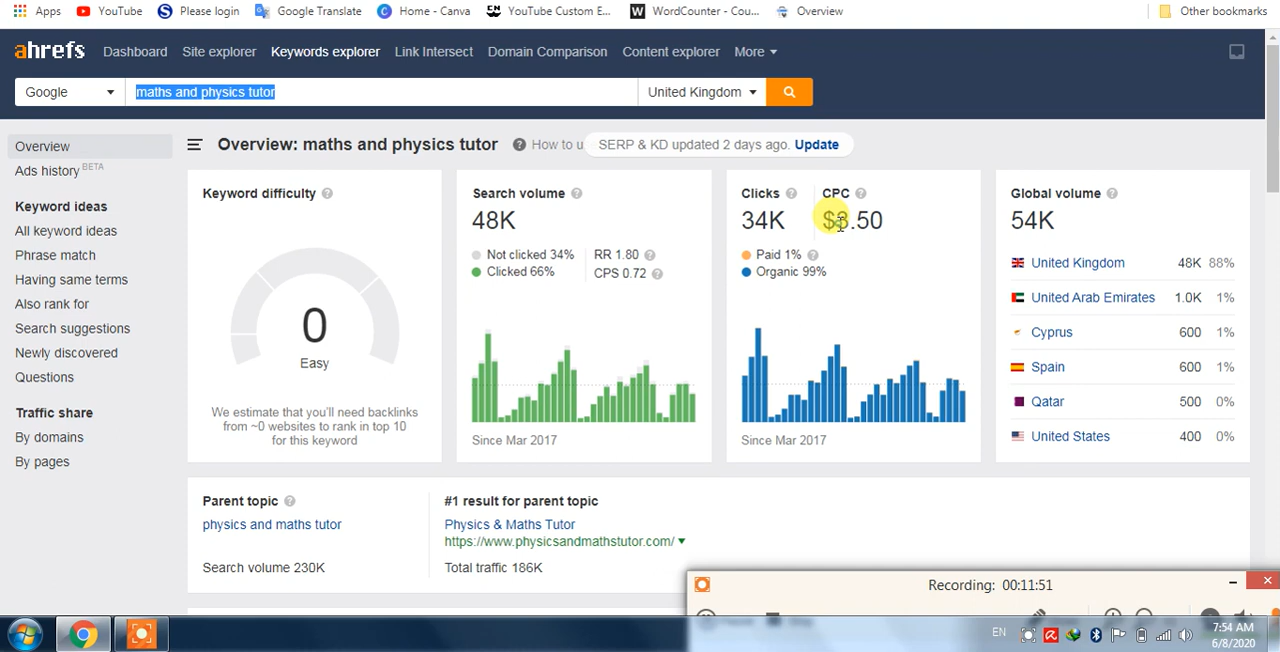 Apps YouTube Please login Google Translate Home - Canva YouTube Custom E... W WordCounter - Cou... Overview Other bookmarks
ahrefs Dashboard Site explorer Keywords explorer Link Intersect Domain Comparison Content explorer More
Google maths and physics tutor United Kingdom
Overview
Ads history BETA
Keyword ideas
All keyword ideas
Phrase match
Having same terms
Also rank for
Search suggestions
Newly discovered
Questions
Traffic share
By domains
By pages
Overview: maths and physics tutor ? How to u SERP & KD updated 2 days ago. Update
Keyword difficulty ?
0
Easy
We estimate that you'll need backlinks
from ~0 websites to rank in top 10
for this keyword
Search volume ?
48K
Not clicked 34% RR 1.80 ?
Clicked 66% CPS 0.72 ?
Since Mar 2017
Clicks ? CPC ?
34K $3.50
Paid 1% ?
Organic 99%
Since Mar 2017
Global volume ?
54K
United Kingdom 48K 88%
United Arab Emirates 1.0K 1%
Cyprus 600 1%
Spain 600 1%
Qatar 500 0%
United States 400 0%
Parent topic ?
physics and maths tutor
Search volume 230K
#1 result for parent topic
Physics & Maths Tutor
https://www.physicsandmathstutor.com/
Total traffic 186K
Recording: 00:11:51
EN
7:54 AM
6/8/2020